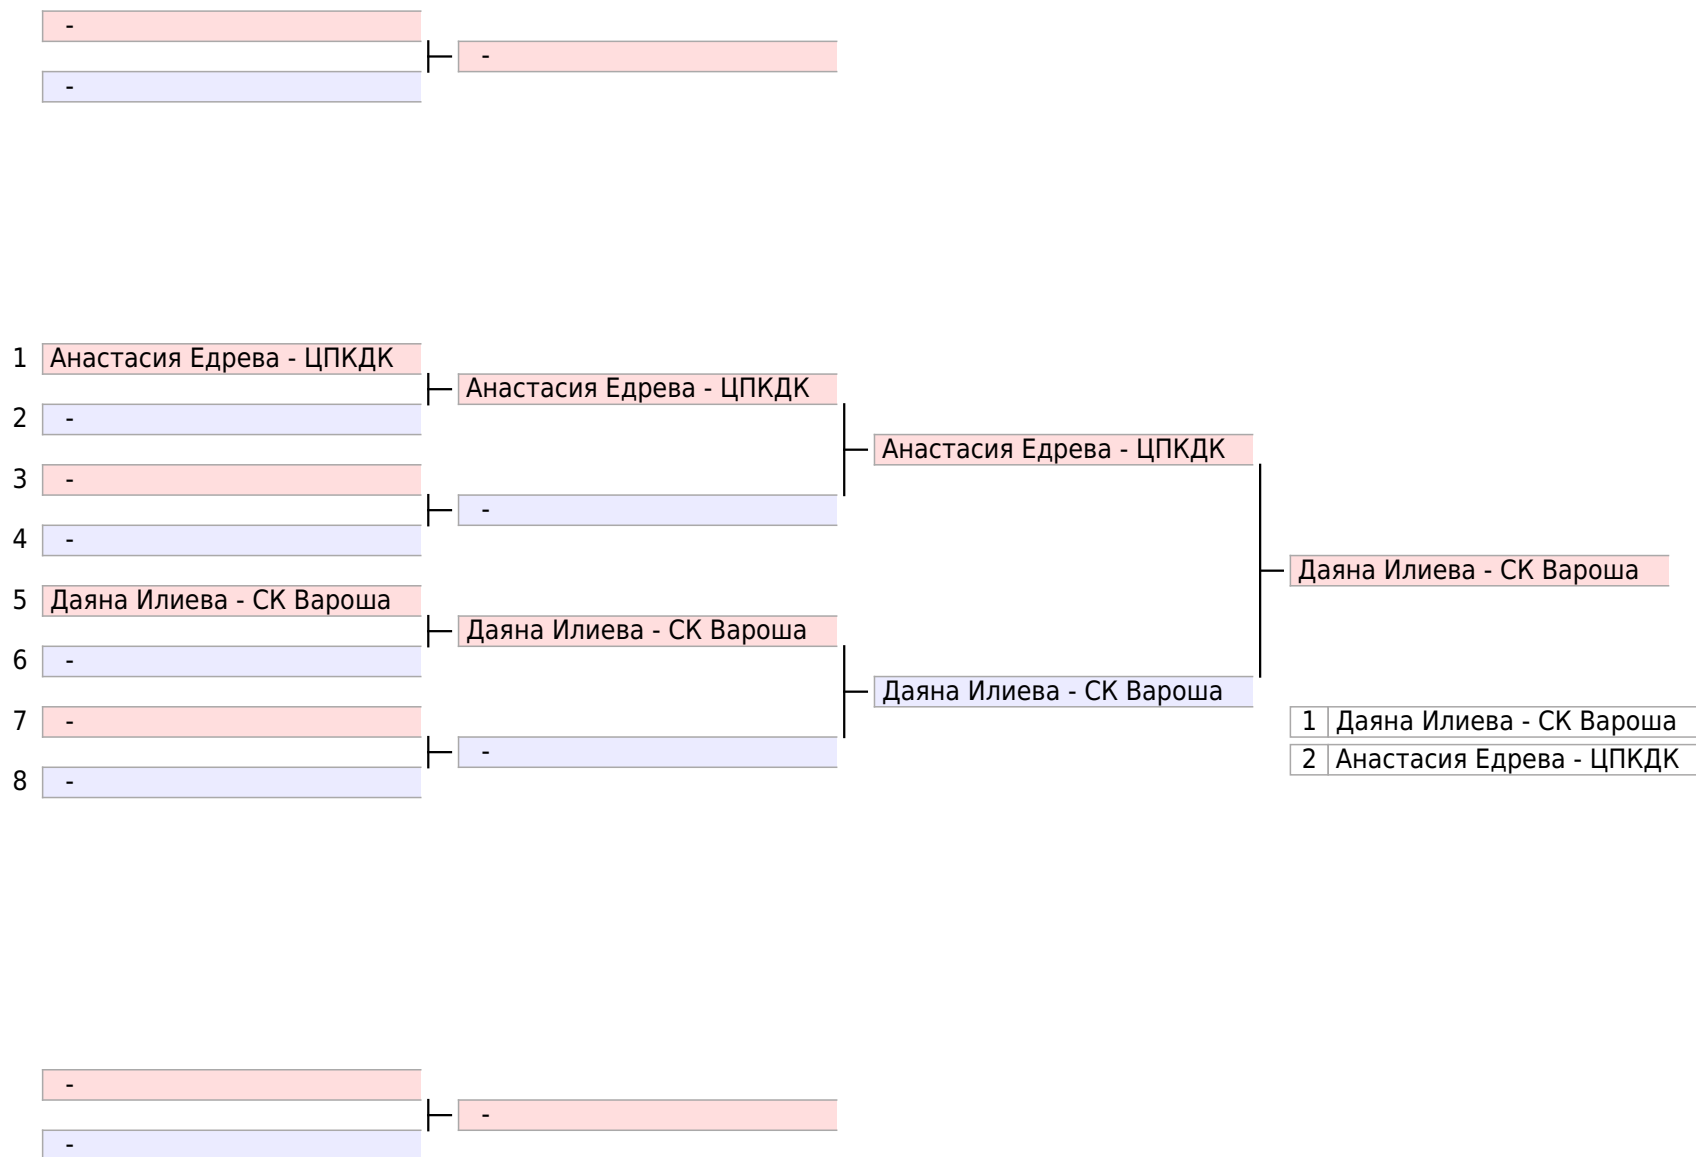 -
-
-
1 Анастасия Едрева - ЦПКДК
Анастасия Едрева - ЦПКДК
2 -
Анастасия Едрева - ЦПКДК
3 -
-
4 -
Даяна Илиева - СК Вароша
5 Даяна Илиева - СК Вароша
Даяна Илиева - СК Вароша
6 -
Даяна Илиева - СК Вароша
7 -
1 Даяна Илиева - СК Вароша
-
2 Анастасия Едрева - ЦПКДК
8 -
-
-
-